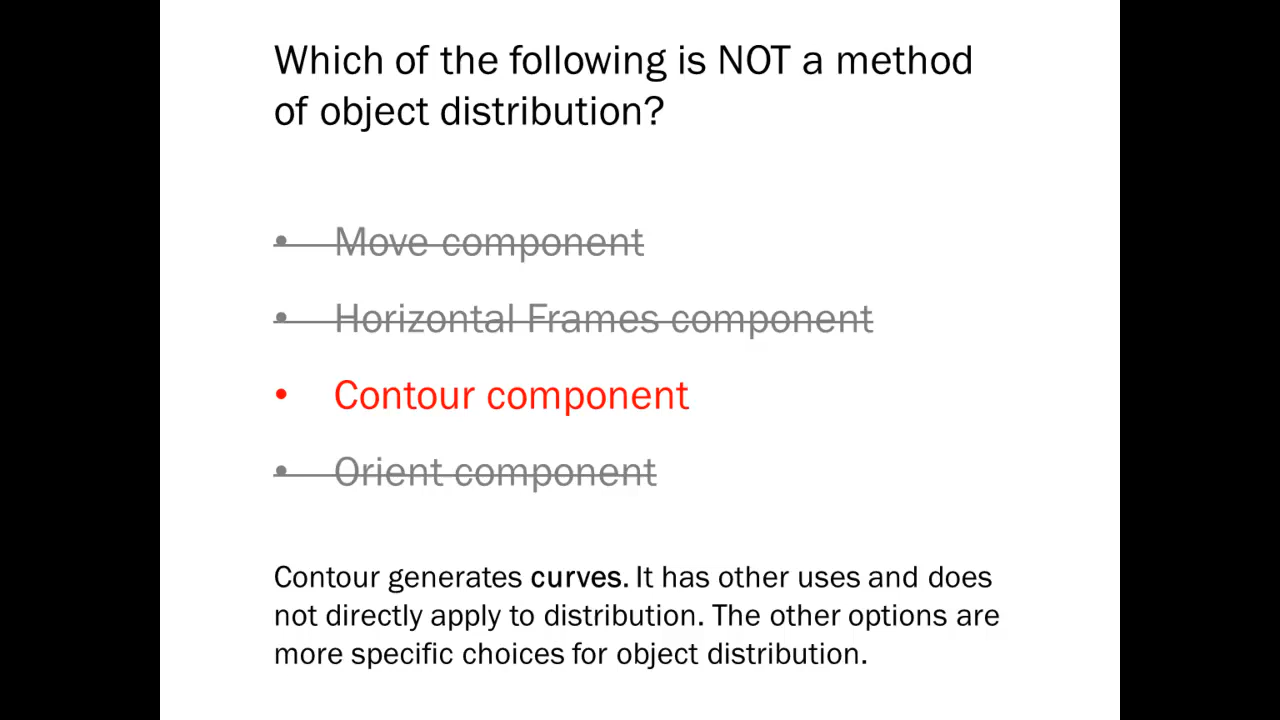 Which of the following is NOT a method
of object distribution?
• Move component
• Horizontal Frames component
• Contour component
• Orient component
Contour generates curves. It has other uses and does
not directly apply to distribution. The other options are
more specific choices for object distribution.